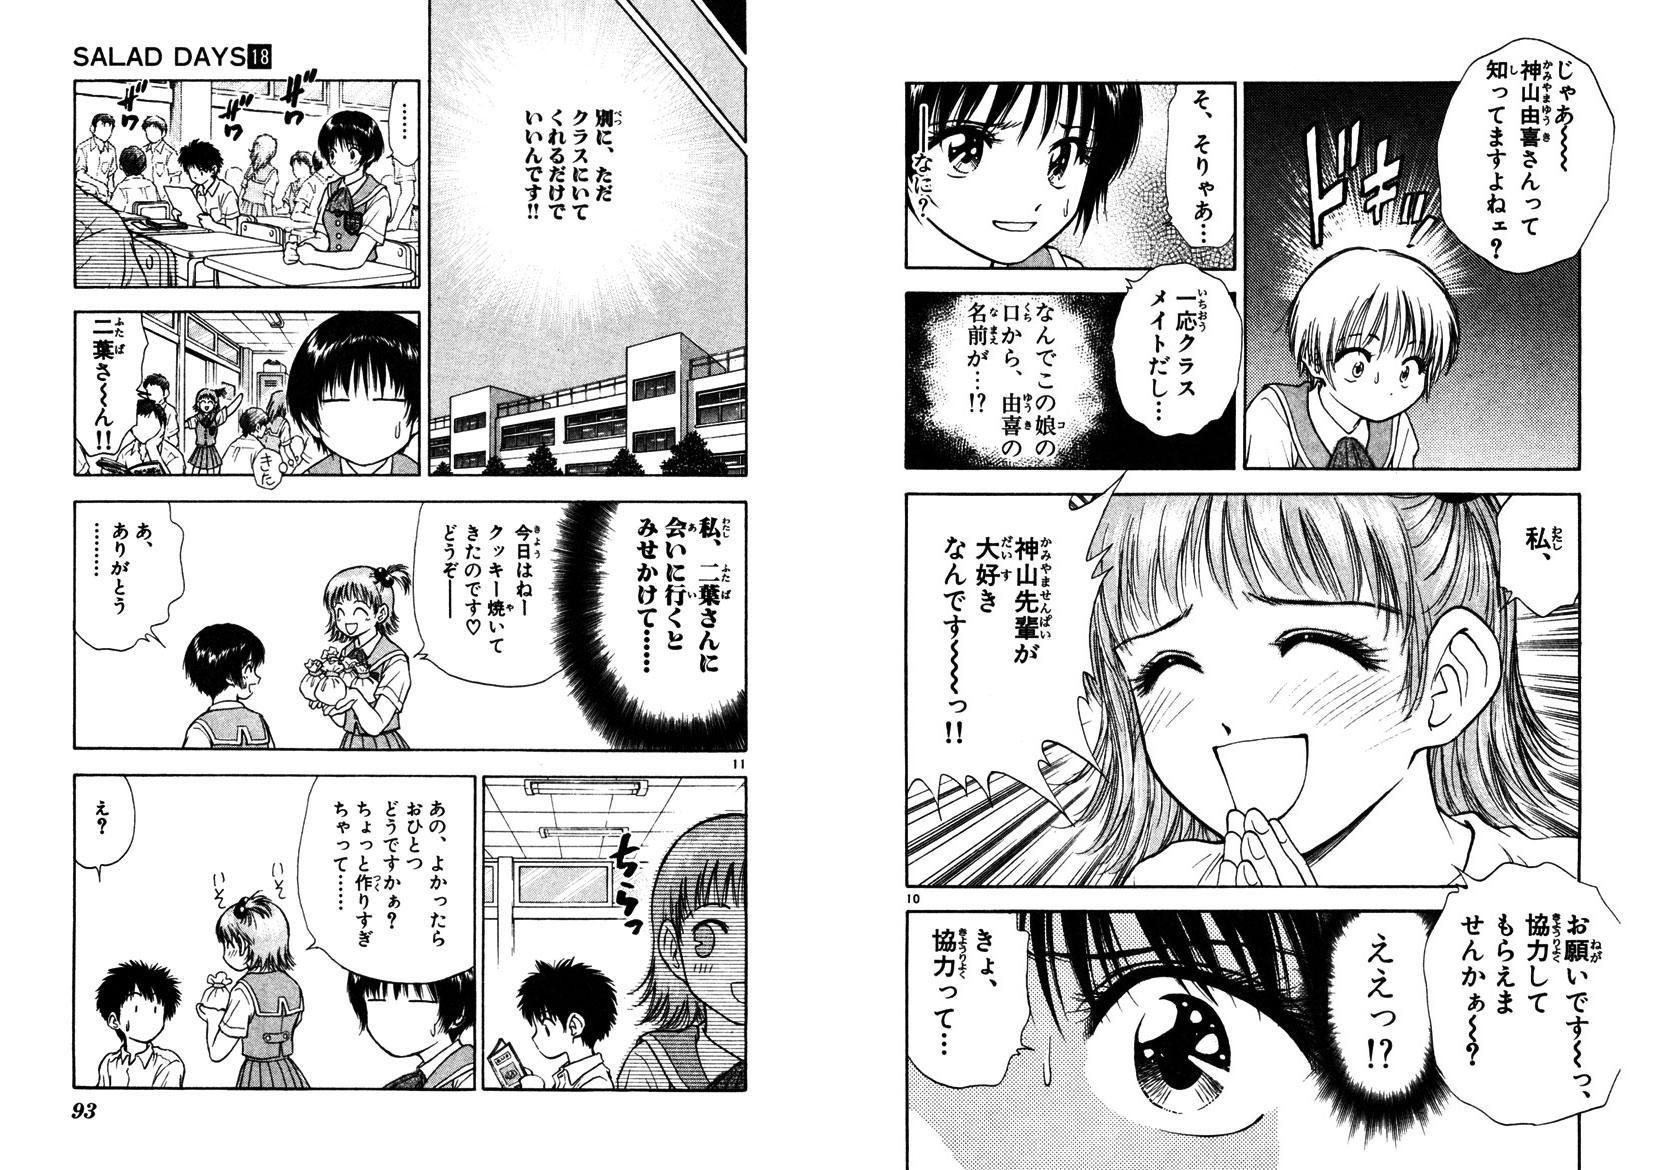 じゃあ～～～
神山由喜さんって
知ってますよねェ？
ドキッ
そ、そりゃあ…
――なに？
一応クラス
メイトだし…
なんでこの娘の
口から、由喜の
名前が…!?
私、
神山先輩が
大好き
なんです～～～っ!!
10
お願いです～～っ、
協力して
もらえま
せんかぁ～～？
ええっ!?
きょ、
協力って…
SALAD DAYS 18
別に、ただ
クラスにいて
くれるだけで
いいんです!!
………
ザワ
ザワ
ザワ
二葉さ～～ん!!
きた
私、二葉さんに
会いに行くと
みせかけて……
今日はねー
クッキー焼いて
きたのです♡
どうぞ――
あ、
ありがとう
………
11
ちらっ
あの、よかったら
おひとつ
どうですかぁ？
ちょっと作りすぎ
ちゃって……
いそ
いそ
え？
93